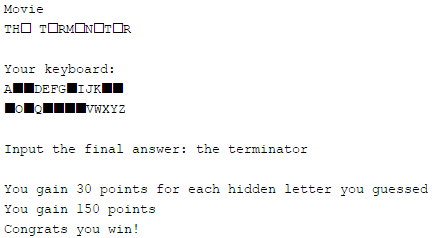 Movie
TH□ T□RM□N□T□R
Your keyboard:
A■■DEFG■IJK■■
■O■Q■■■■VWXYZ
Input the final answer: the terminator
You gain 30 points for each hidden letter you guessed
You gain 150 points
Congrats you win!